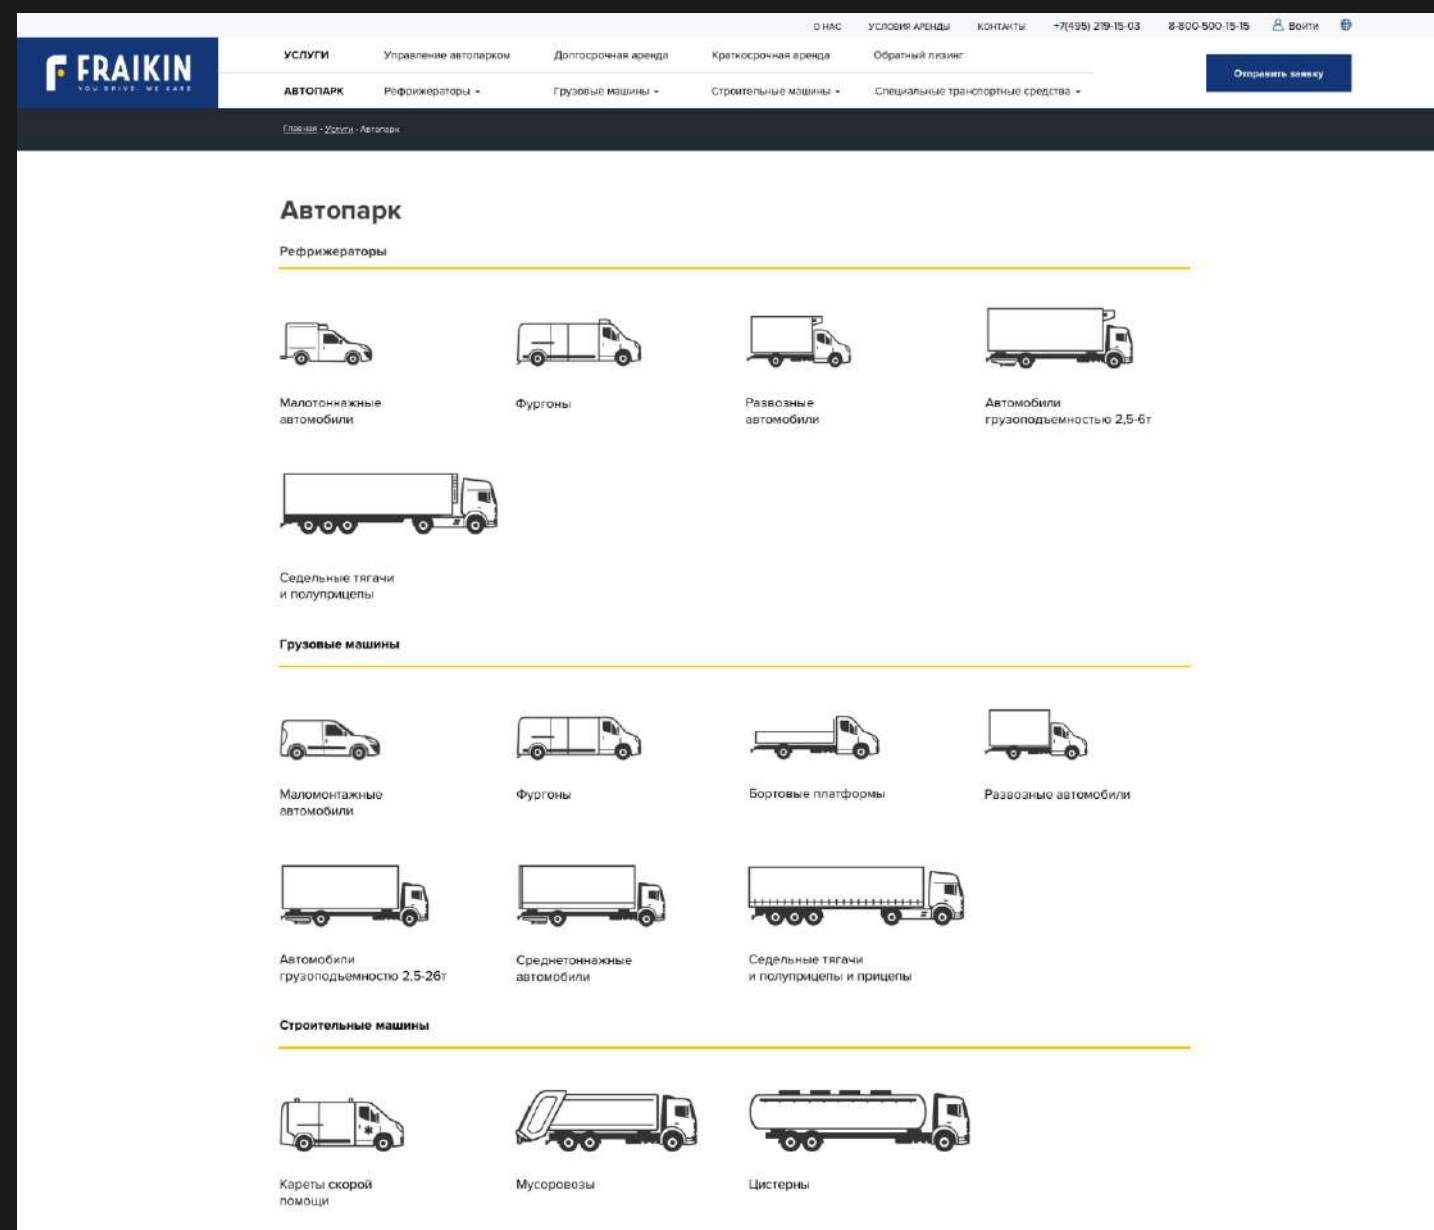 О НАС УСЛОВИЯ АРЕНДЫ КОНТАКТЫ +7(495) 219-15-03 8-800-500-15-15 Войти
FRAIKIN
YOU DRIVE. WE CARE
УСЛУГИ Управление автопарком Долгосрочная аренда Краткосрочная аренда Обратный лизинг
Отправить заявку
АВТОПАРК Рефрижераторы Грузовые машины Строительные машины Специальные транспортные средства
Главная - Услуги - Автопарк
Автопарк
Рефрижераторы
Малотоннажные
автомобили
Фургоны
Развозные
автомобили
Автомобили
грузоподъемностью 2,5-6т
Седельные тягачи
и полуприцепы
Грузовые машины
Маломонтажные
автомобили
Фургоны
Бортовые платформы
Развозные автомобили
Автомобили
грузоподъемностю 2,5-26т
Среднетоннажные
автомобили
Седельные тягачи
и полуприцепы и прицепы
Строительные машины
Кареты скорой
помощи
Мусоровозы
Цистерны